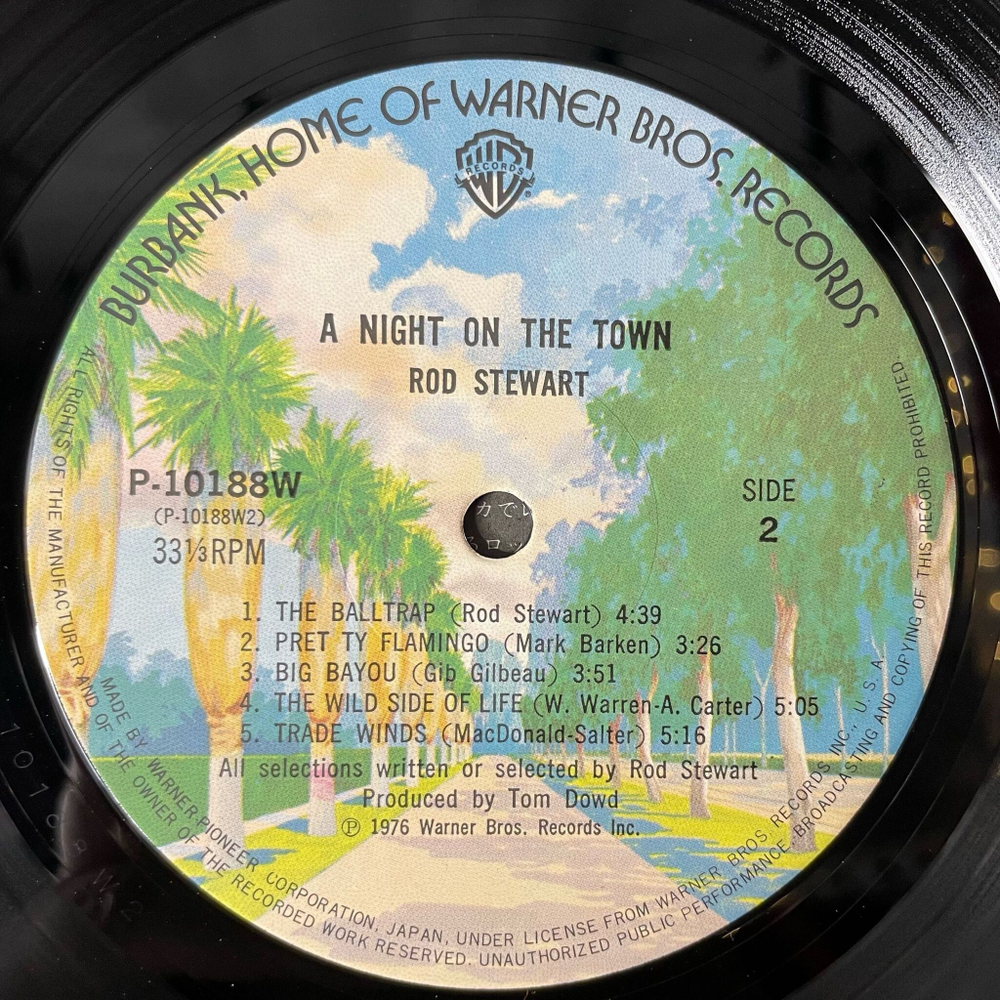 BURBANK, HOME OF WARNER BROS. RECORDS
WB
RECORDS
®
A NIGHT ON THE TOWN
ROD STEWART
P-10188W
(P-10188W2)
33⅓RPM
SIDE
2
1. THE BALLTRAP (Rod Stewart) 4:39
2. PRET TY FLAMINGO (Mark Barken) 3:26
3. BIG BAYOU (Gib Gilbeau) 3:51
4. THE WILD SIDE OF LIFE (W. Warren-A. Carter) 5:05
5. TRADE WINDS (MacDonald-Salter) 5:16
All selections written or selected by Rod Stewart
Produced by Tom Dowd
℗ 1976 Warner Bros. Records Inc.
MADE BY WARNER-PIONEER CORPORATION, JAPAN, UNDER LICENSE FROM WARNER BROS. RECORDS INC., U. S. A.
ALL RIGHTS OF THE MANUFACTURER AND OF THE OWNER OF THE RECORDED WORK RESERVED. UNAUTHORIZED PUBLIC PERFORMANCE, BROADCASTING AND COPYING OF THIS RECORD PROHIBITED